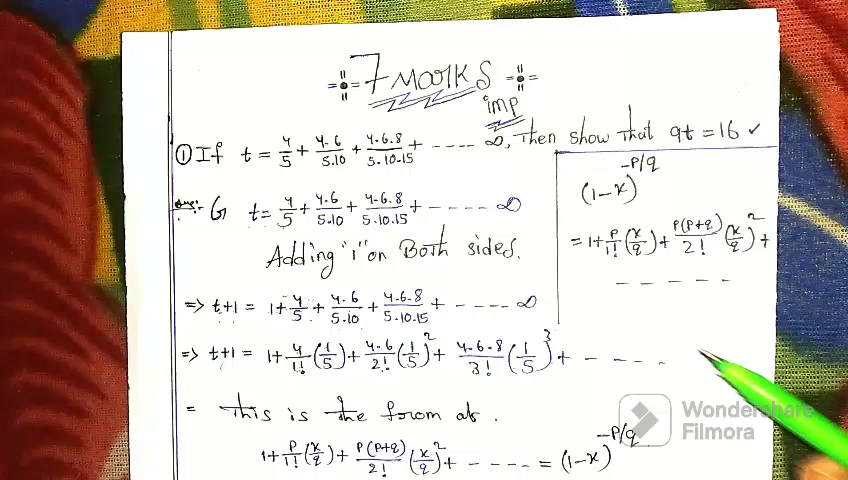 7 Marks
imp
① If t = 4/5 + 4·6/5·10 + 4·6·8/5·10·15 + ---- ∞, Then show that 9t = 16 ✓
(1-x)^-p/q
= 1 + p/1! (x/q) + p(p+q)/2! (x/q)² +
- - - - -
Ans:- G t = 4/5 + 4·6/5·10 + 4·6·8/5·10·15 + ---- ∞
Adding "1" on Both sides.
=> t+1 = 1 + 4/5 + 4·6/5·10 + 4·6·8/5·10·15 + ---- ∞
=> t+1 = 1 + 4/1! (1/5) + 4·6/2! (1/5)² + 4·6·8/3! (1/5)³ + - - - -
= This is the form at .
1 + p/1! (x/q) + p(p+q)/2! (x/q)² + ----- = (1-x)^-p/q
Wondershare
Filmora